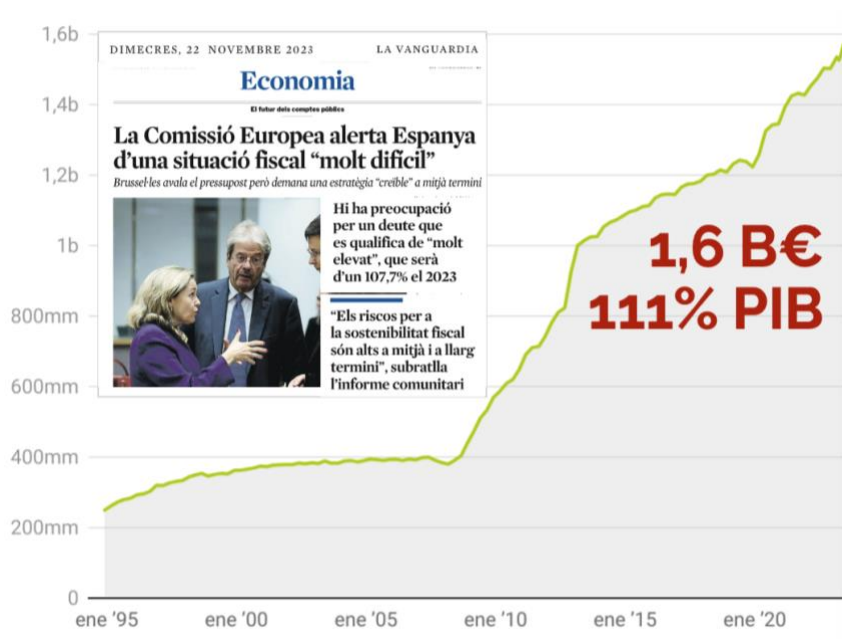 1,6b
1,4b
1,2b
1b
800mm
600mm
400mm
200mm
0
ene '95
ene '00
ene '05
ene '10
ene '15
ene '20
DIMECRES, 22 NOVEMBRE 2023
LA VANGUARDIA
Economia
El futur dels comptes públics
La Comissió Europea alerta Espanya
d’una situació fiscal “molt difícil”
Brussel·les avala el pressupost però demana una estratègia “creïble” a mitjà termini
Hi ha preocupació
per un deute que
es qualifica de “molt
elevat”, que serà
d’un 107,7% el 2023
“Els riscos per a
la sostenibilitat fiscal
són alts a mitjà i a llarg
termini”, subratlla
l’informe comunitari
1,6 B€
111% PIB